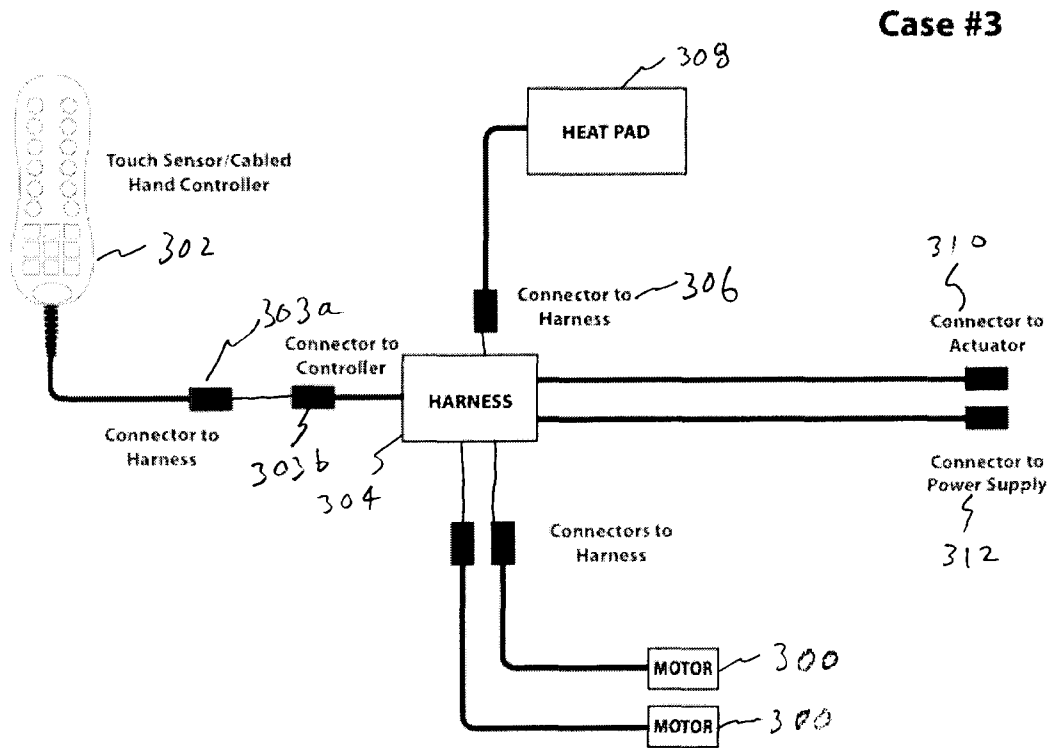 Case #3
308
HEAT PAD
Touch Sensor/Cabled
Hand Controller
302
303a
Connector to
Controller
Connector to
Harness
306
310
Connector to
Actuator
HARNESS
Connector to
Harness
303b
304
Connector to
Power Supply
312
Connectors to
Harness
MOTOR
300
MOTOR
300